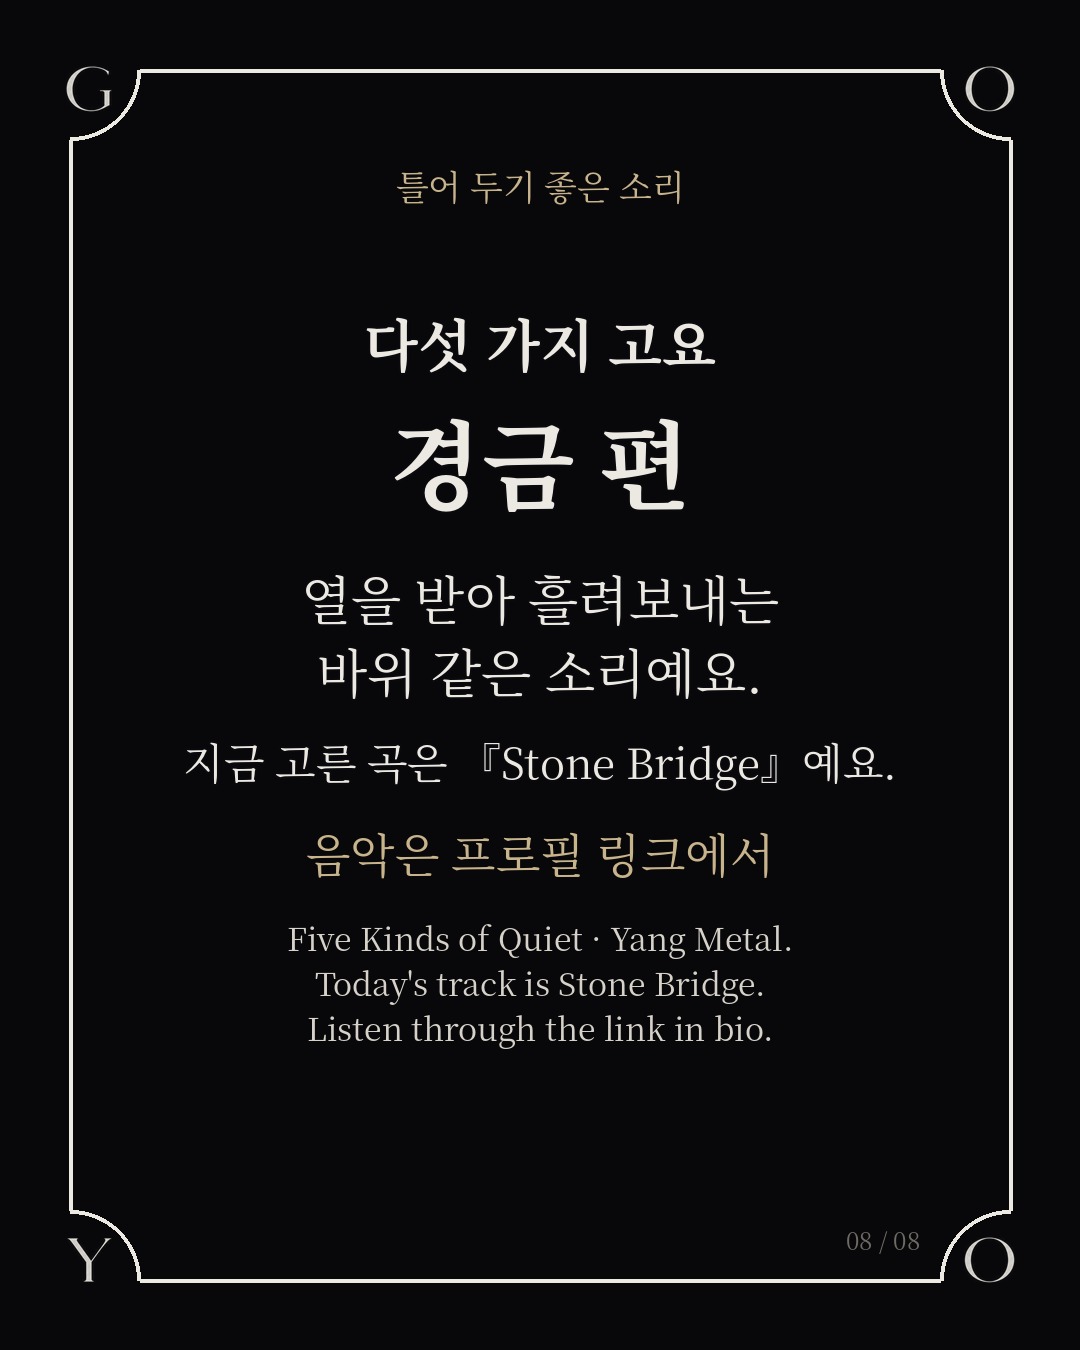 G O
틀어 두기 좋은 소리
다섯 가지 고요
경금 편
열을 받아 흘려보내는
바위 같은 소리예요.
지금 고른 곡은 『Stone Bridge』예요.
음악은 프로필 링크에서
Five Kinds of Quiet · Yang Metal.
Today's track is Stone Bridge.
Listen through the link in bio.
08 / 08
Y O